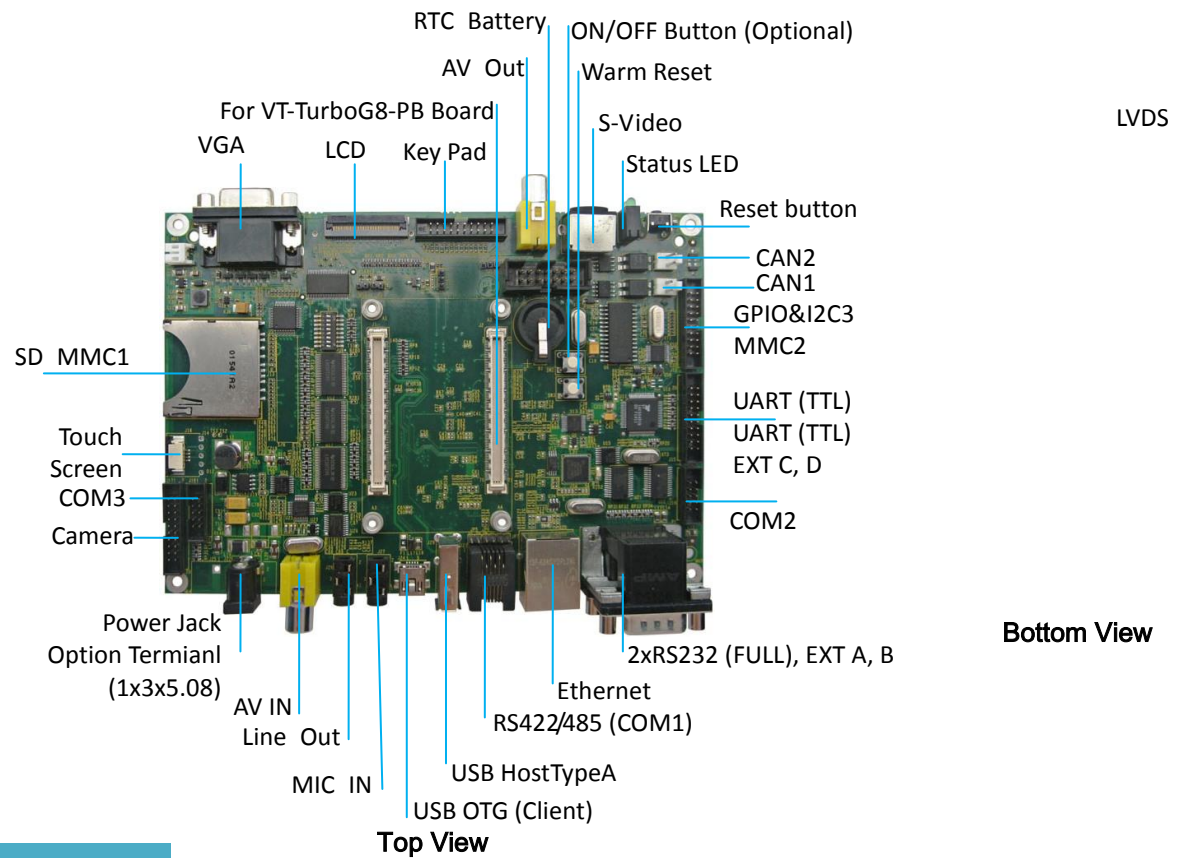 RTC Battery
ON/OFF Button (Optional)
AV Out
Warm Reset
For VT-TurboG8-PB Board
S-Video
LVDS
VGA
LCD
Key Pad
Status LED
Reset button
CAN2
CAN1
GPIO&I2C3
MMC2
SD MMC1
UART (TTL)
UART (TTL)
EXT C, D
Touch
Screen
COM3
COM2
Camera
Power Jack
Option Termianl
(1x3x5.08)
2xRS232 (FULL), EXT A, B
Bottom View
Ethernet
AV IN
RS422/485 (COM1)
Line Out
USB HostTypeA
MIC IN
USB OTG (Client)
Top View
AMP